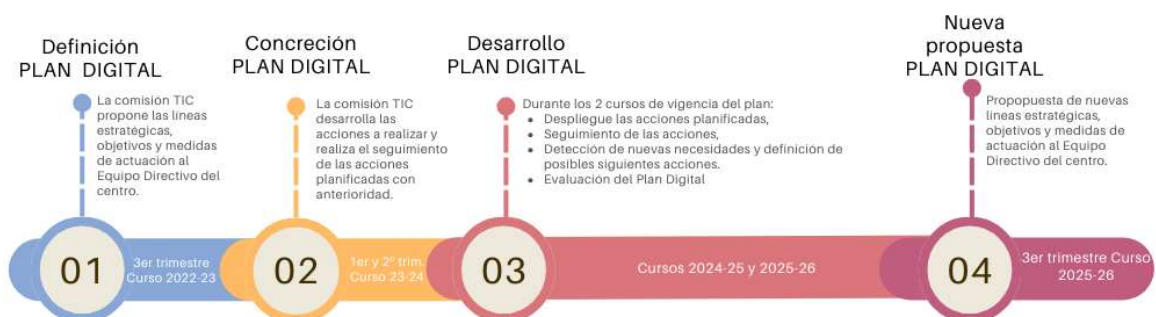 Definición
PLAN DIGITAL
La comisión TIC
propone las líneas
estratégicas,
objetivos y medidas
de actuación al
Equipo Directivo del
centro.
01
3er trimestre
Curso 2022-23
Concreción
PLAN DIGITAL
La comisión TIC
desarrolla las
acciones a realizar y
realiza el seguimiento
de las acciones
planificadas con
anterioridad.
02
1er y 2º trim.
Curso 23-24
Desarrollo
PLAN DIGITAL
Durante los 2 cursos de vigencia del plan:
• Despliegue las acciones planificadas,
• Seguimiento de las acciones,
• Detección de nuevas necesidades y definición de
posibles siguientes acciones.
• Evaluación del Plan Digital
03
Cursos 2024-25 y 2025-26
Nueva
propuesta
PLAN DIGITAL
Propopuesta de nuevas
líneas estratégicas,
objetivos y medidas de
actuación al Equipo
Directivo del centro.
04
3er trimestre Curso
2025-26